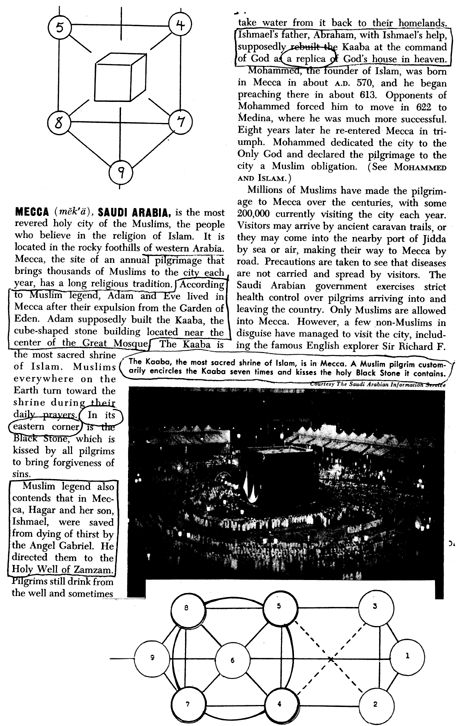 5
4
8
7
9
MECCA (mĕk'ă), SAUDI ARABIA, is the most
revered holy city of the Muslims, the people
who believe in the religion of Islam. It is
located in the rocky foothills of western Arabia.
Mecca, the site of an annual pilgrimage that
brings thousands of Muslims to the city each
year, has a long religious tradition. According
to Muslim legend, Adam and Eve lived in
Mecca after their expulsion from the Garden of
Eden. Adam supposedly built the Kaaba, the
cube-shaped stone building located near the
center of the Great Mosque. The Kaaba is
the most sacred shrine
of Islam. Muslims
everywhere on the
Earth turn toward the
shrine during their
daily prayers. In its
eastern corner is the
Black Stone, which is
kissed by all pilgrims
to bring forgiveness of
sins.
Muslim legend also
contends that in Mec-
ca, Hagar and her son,
Ishmael, were saved
from dying of thirst by
the Angel Gabriel. He
directed them to the
Holy Well of Zamzam.
Pilgrims still drink from
the well and sometimes
take water from it back to their homelands.
Ishmael's father, Abraham, with Ishmael's help,
supposedly rebuilt the Kaaba at the command
of God as a replica of God's house in heaven.
Mohammed, the founder of Islam, was born
in Mecca in about A.D. 570, and he began
preaching there in about 613. Opponents of
Mohammed forced him to move in 622 to
Medina, where he was much more successful.
Eight years later he re-entered Mecca in tri-
umph. Mohammed dedicated the city to the
Only God and declared the pilgrimage to the
city a Muslim obligation. (See MOHAMMED
AND ISLAM.)
Millions of Muslims have made the pilgrim-
age to Mecca over the centuries, with some
200,000 currently visiting the city each year.
Visitors may arrive by ancient caravan trails, or
they may come into the nearby port of Jidda
by sea or air, making their way to Mecca by
road. Precautions are taken to see that diseases
are not carried and spread by visitors. The
Saudi Arabian government exercises strict
health control over pilgrims arriving into and
leaving the country. Only Muslims are allowed
into Mecca. However, a few non-Muslims in
disguise have managed to visit the city, includ-
ing the famous English explorer Sir Richard F.
The Kaaba, the most sacred shrine of Islam, is in Mecca. A Muslim pilgrim custom-
arily encircles the Kaaba seven times and kisses the holy Black Stone it contains.
Courtesy The Saudi Arabian Information Service
8
5
3
9
6
1
7
4
2